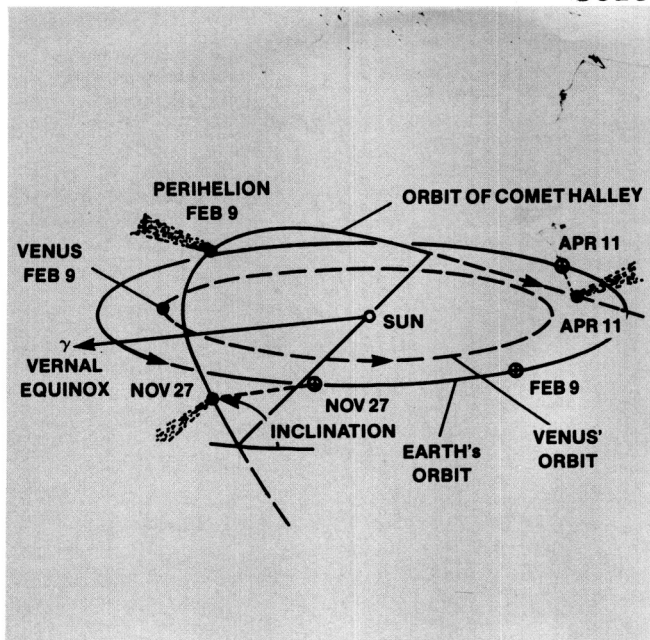 PERIHELION
FEB 9
ORBIT OF COMET HALLEY
APR 11
VENUS
FEB 9
SUN
APR 11
γ
VERNAL
EQUINOX
NOV 27
NOV 27
FEB 9
INCLINATION
EARTH's
ORBIT
VENUS'
ORBIT